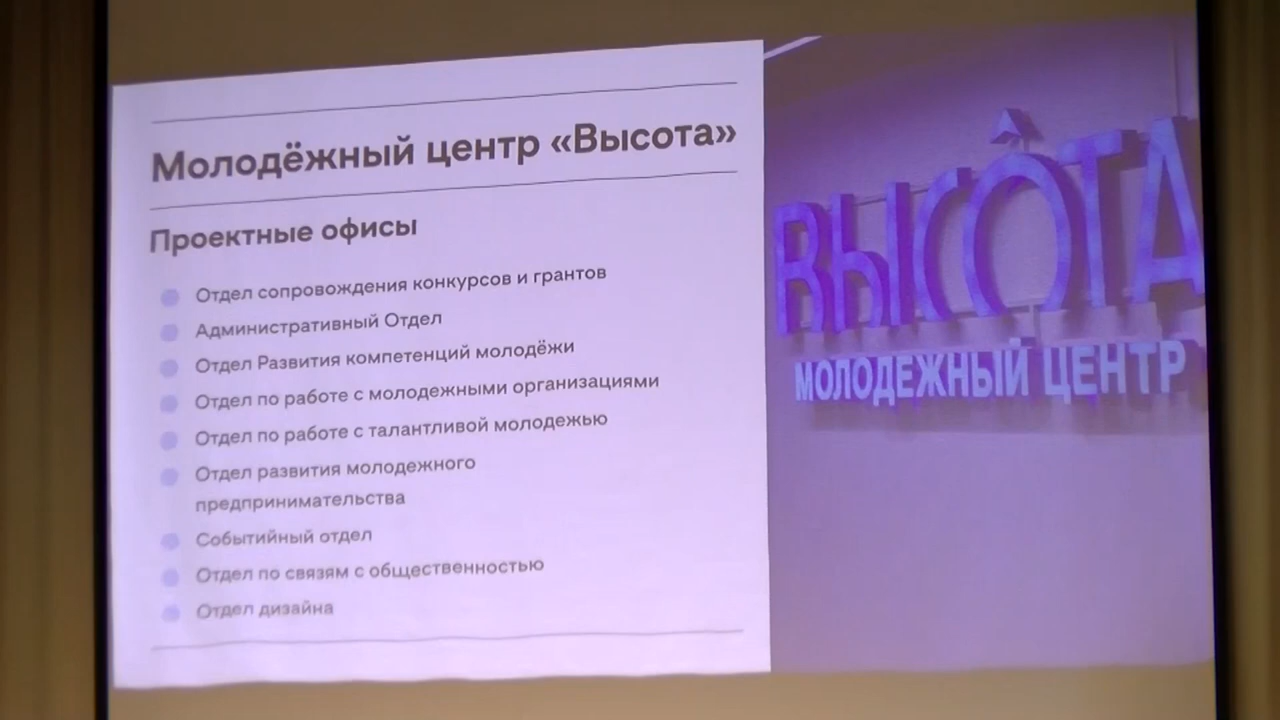 Молодёжный центр «Высота»
Проектные офисы
Отдел сопровождения конкурсов и грантов
Административный Отдел
Отдел Развития компетенций молодёжи
Отдел по работе с молодежными организациями
Отдел по работе с талантливой молодежью
Отдел развития молодежного
предпринимательства
Событийный отдел
Отдел по связям с общественностью
Отдел дизайна
ВЫСОТА
МОЛОДЕЖНЫЙ ЦЕНТР